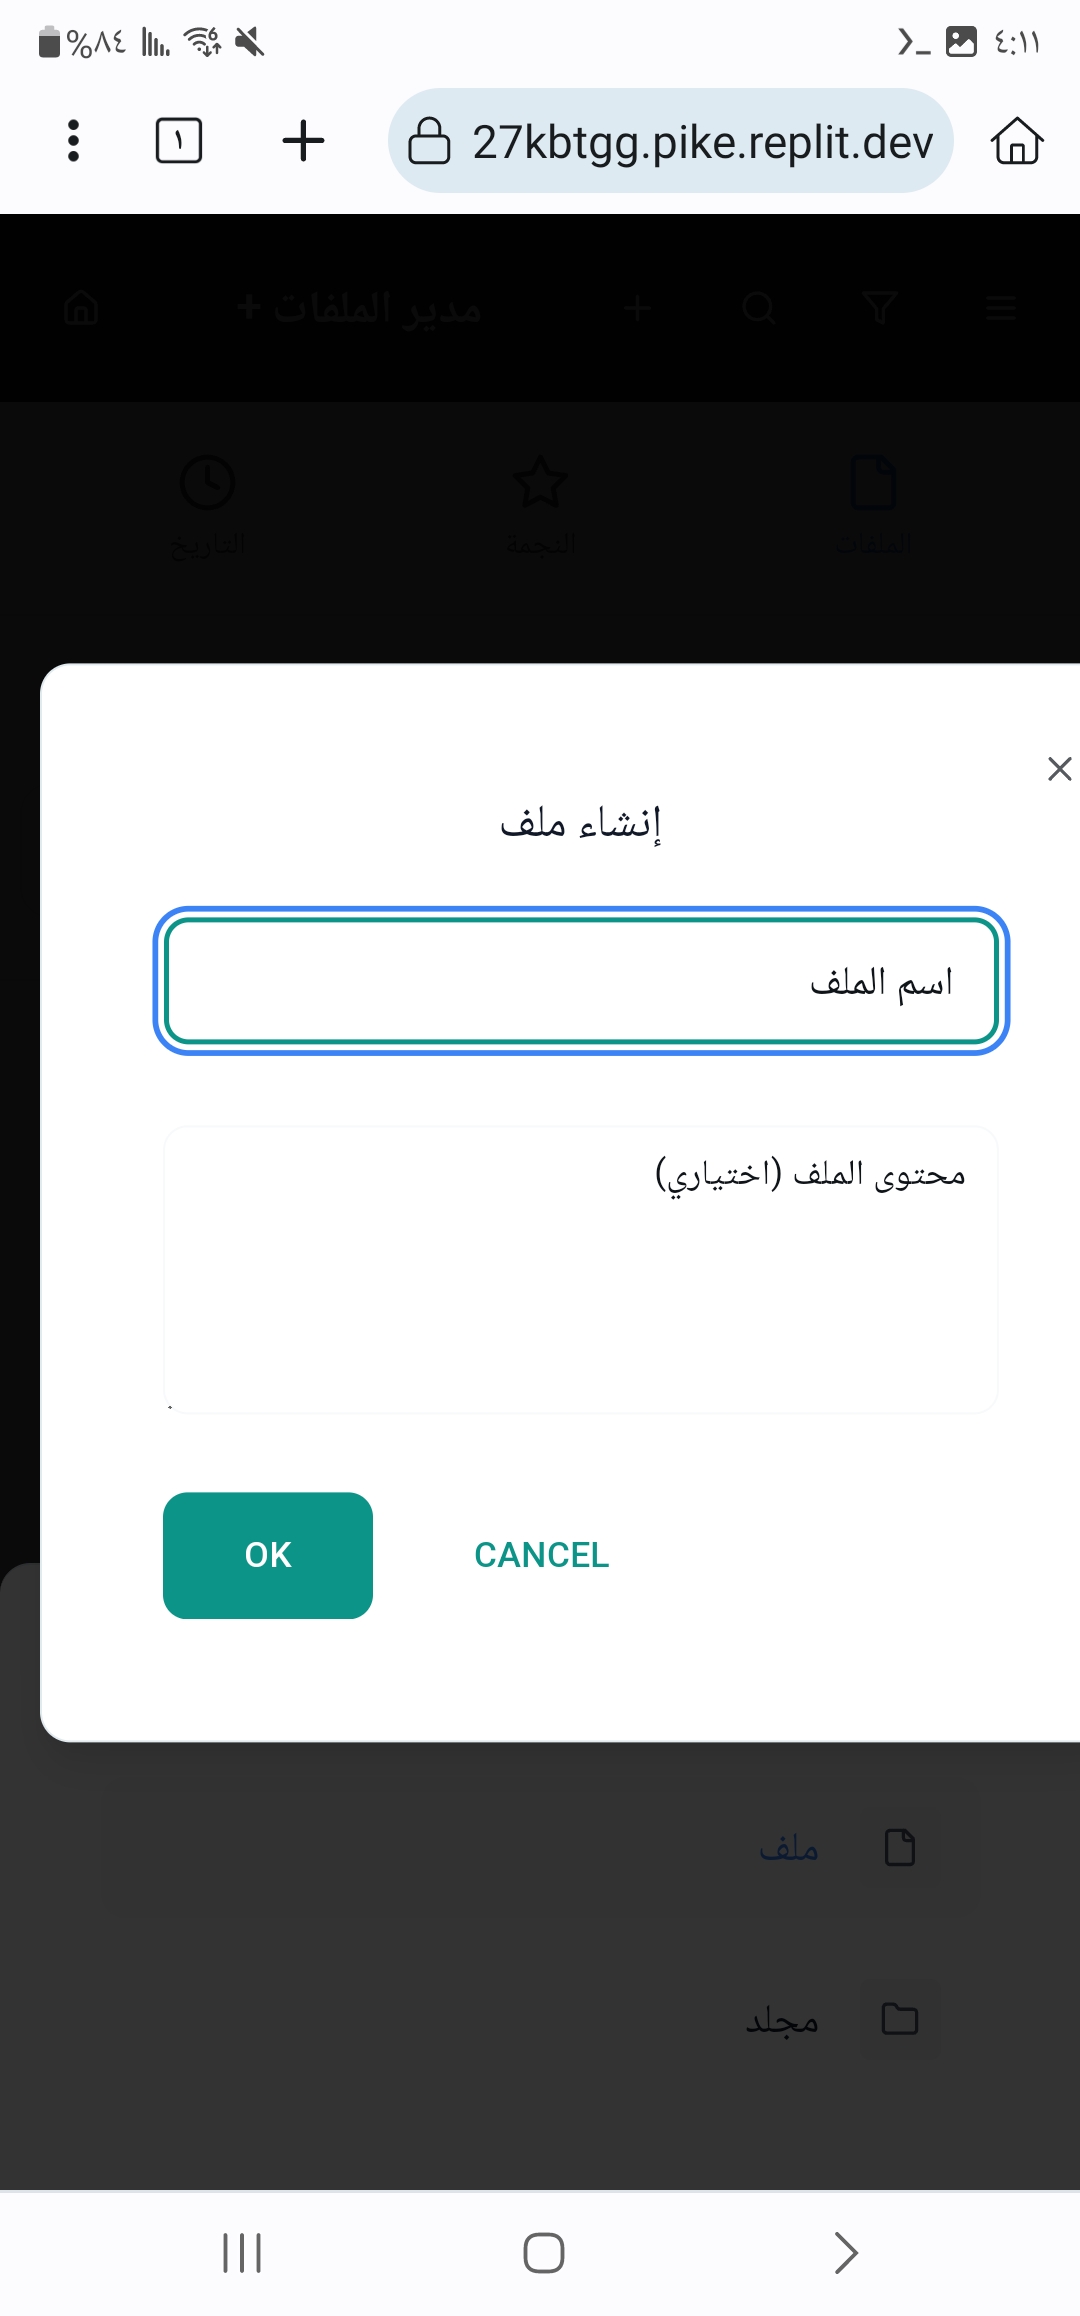 %٨٤ ٤:١١
١ 27kbtgg.pike.replit.dev
مدير الملفات +
الملفات النجمة التاريخ
إنشاء ملف
اسم الملف
محتوى الملف (اختياري)
OK CANCEL
ملف
مجلد